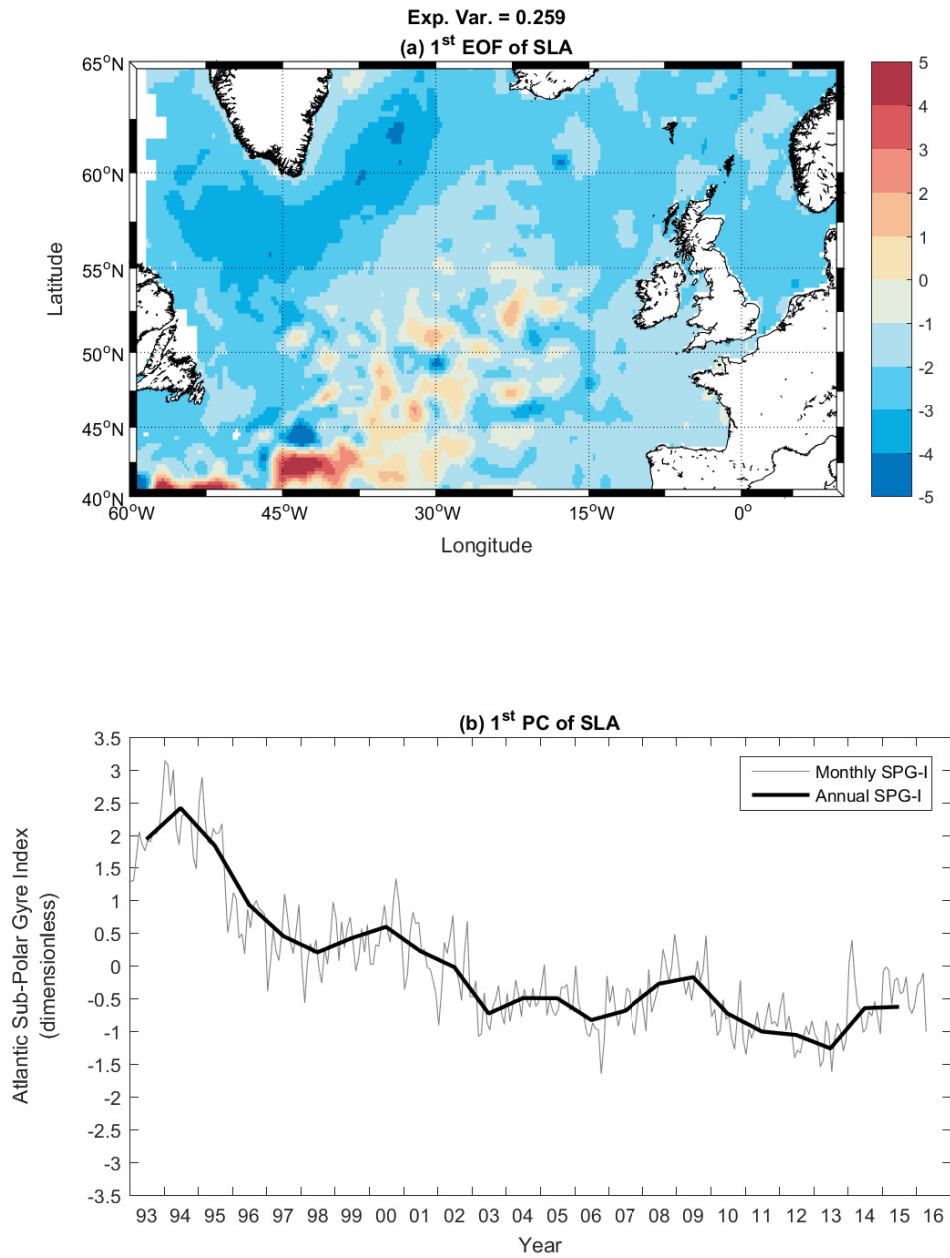 Exp. Var. = 0.259
(a) 1st EOF of SLA
65°N
60°N
55°N
50°N
45°N
40°N
Latitude
60°W 45°W 30°W 15°W 0°
Longitude
5
4
3
2
1
0
-1
-2
-3
-4
-5
(b) 1st PC of SLA
Monthly SPG-I
Annual SPG-I
3.5
3
2.5
2
1.5
1
0.5
0
-0.5
-1
-1.5
-2
-2.5
-3
-3.5
Atlantic Sub-Polar Gyre Index
(dimensionless)
93 94 95 96 97 98 99 00 01 02 03 04 05 06 07 08 09 10 11 12 13 14 15 16
Year